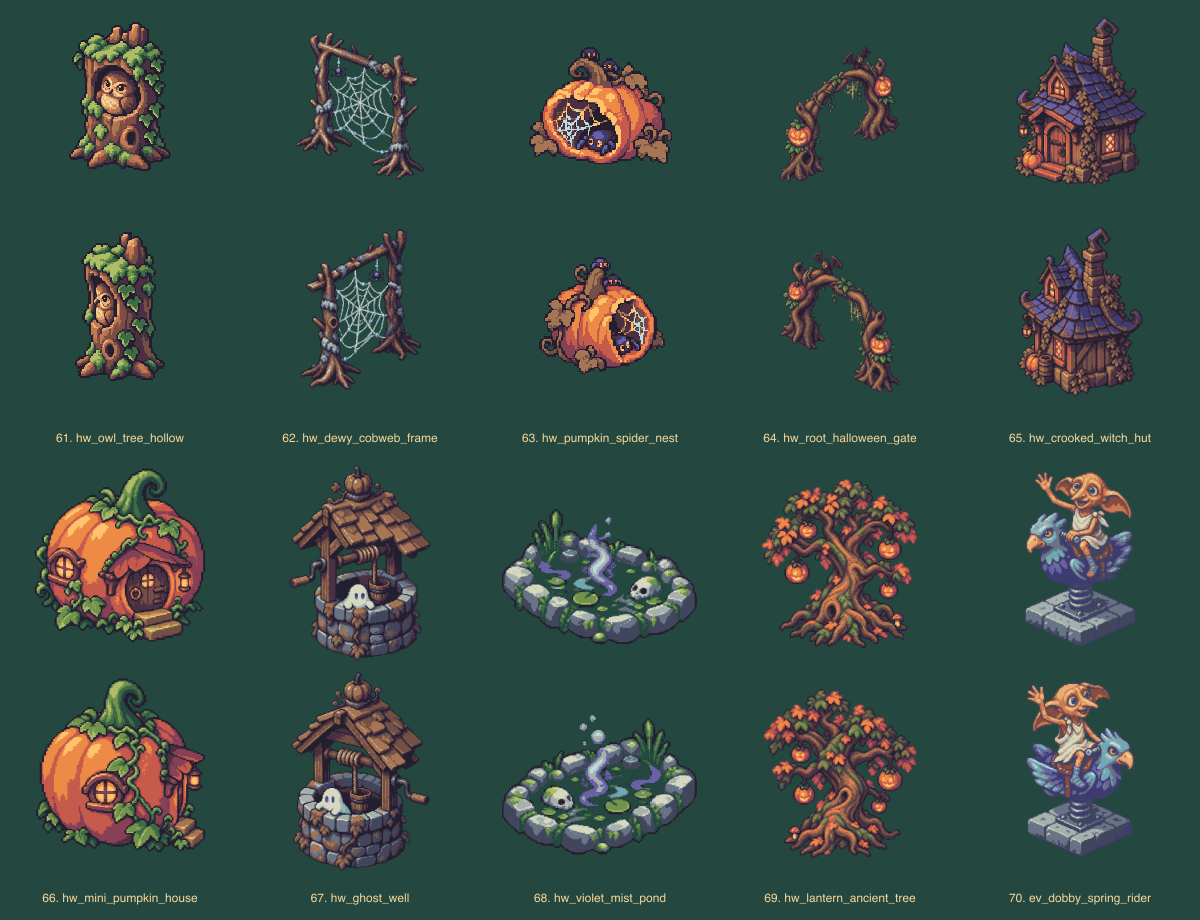 61. hw_owl_tree_hollow
62. hw_dewy_cobweb_frame
63. hw_pumpkin_spider_nest
64. hw_root_halloween_gate
65. hw_crooked_witch_hut
66. hw_mini_pumpkin_house
67. hw_ghost_well
68. hw_violet_mist_pond
69. hw_lantern_ancient_tree
70. ev_dobby_spring_rider